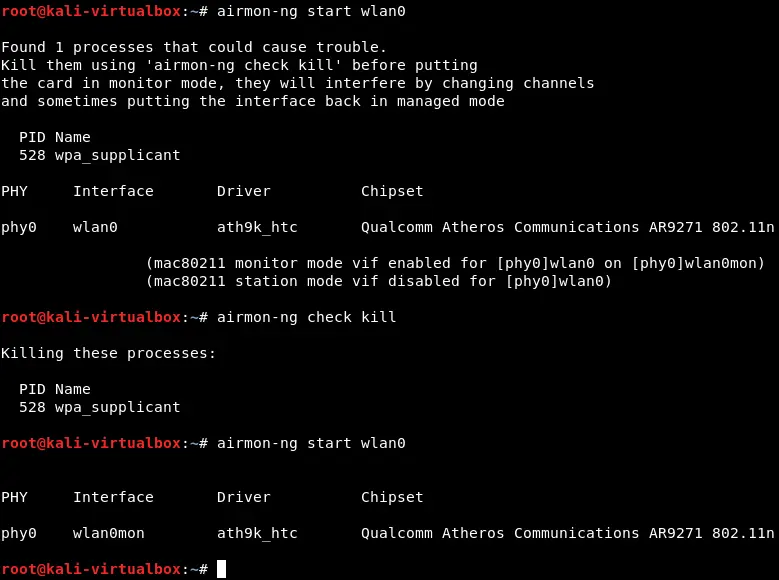 root@kali-virtualbox:~# airmon-ng start wlan0
Found 1 processes that could cause trouble.
Kill them using 'airmon-ng check kill' before putting
the card in monitor mode, they will interfere by changing channels
and sometimes putting the interface back in managed mode
PID Name
528 wpa_supplicant
PHY Interface Driver Chipset
phy0 wlan0 ath9k_htc Qualcomm Atheros Communications AR9271 802.11n
(mac80211 monitor mode vif enabled for [phy0]wlan0 on [phy0]wlan0mon)
(mac80211 station mode vif disabled for [phy0]wlan0)
root@kali-virtualbox:~# airmon-ng check kill
Killing these processes:
PID Name
528 wpa_supplicant
root@kali-virtualbox:~# airmon-ng start wlan0
PHY Interface Driver Chipset
phy0 wlan0mon ath9k_htc Qualcomm Atheros Communications AR9271 802.11n
root@kali-virtualbox:~#